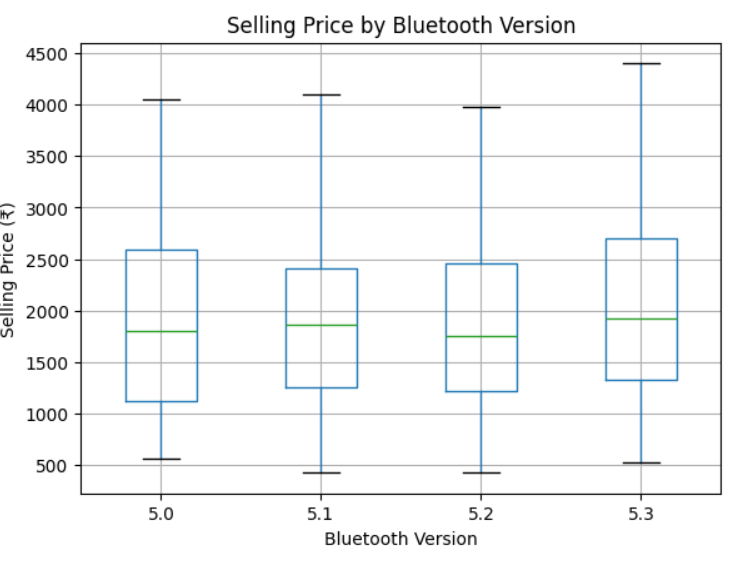 Selling Price by Bluetooth Version
Selling Price (₹)
4500
4000
3500
3000
2500
2000
1500
1000
500
5.0 5.1 5.2 5.3
Bluetooth Version